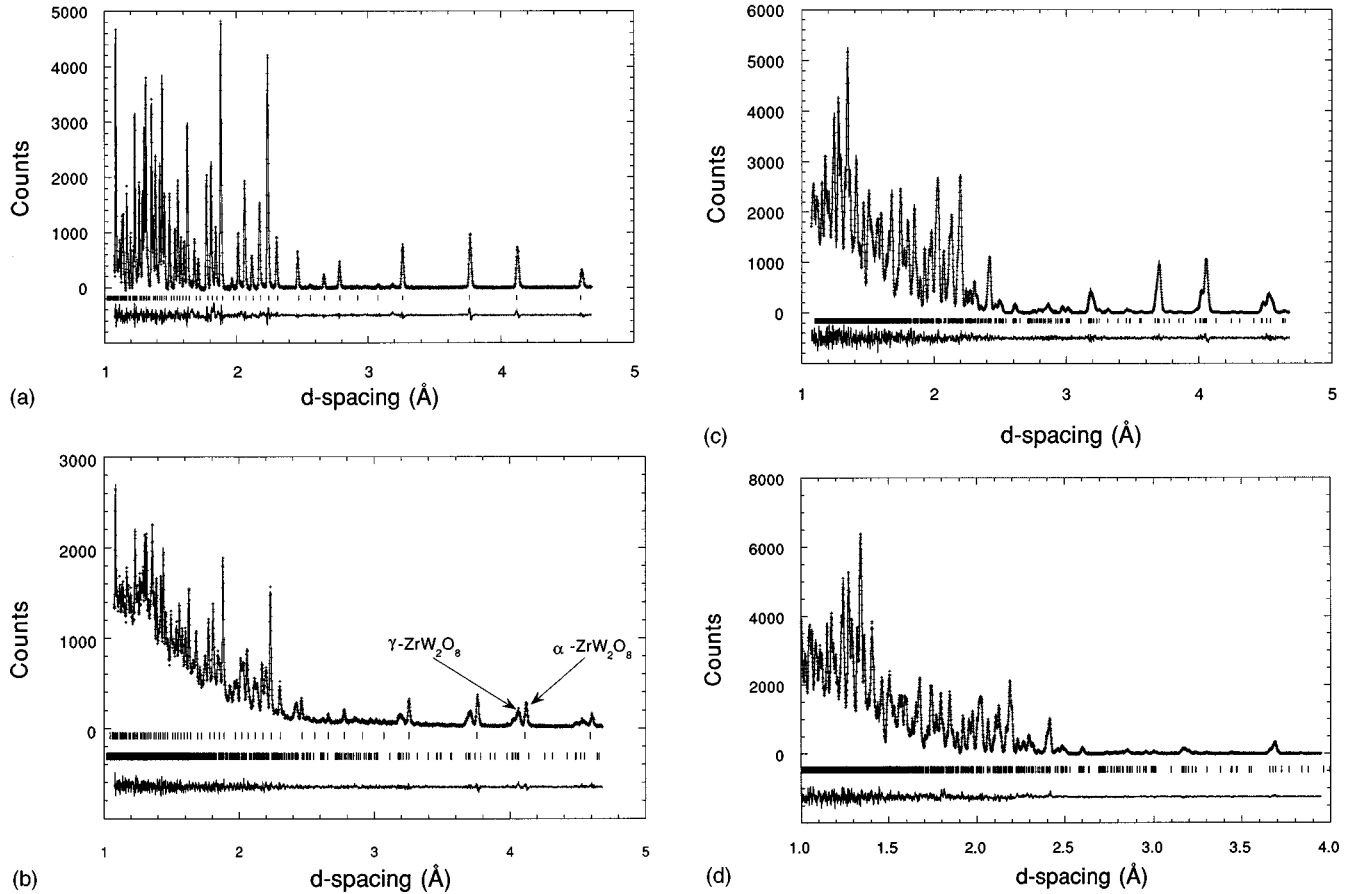 5000
4000
3000
2000
1000
0
Counts
1 2 3 4 5
d-spacing (Å)
(a)
3000
2000
1000
0
Counts
γ-ZrW₂O₈
α -ZrW₂O₈
1 2 3 4 5
d-spacing (Å)
(b)
6000
5000
4000
3000
2000
1000
0
Counts
1 2 3 4 5
d-spacing (Å)
(c)
8000
6000
4000
2000
0
Counts
1.0 1.5 2.0 2.5 3.0 3.5 4.0
d-spacing (Å)
(d)